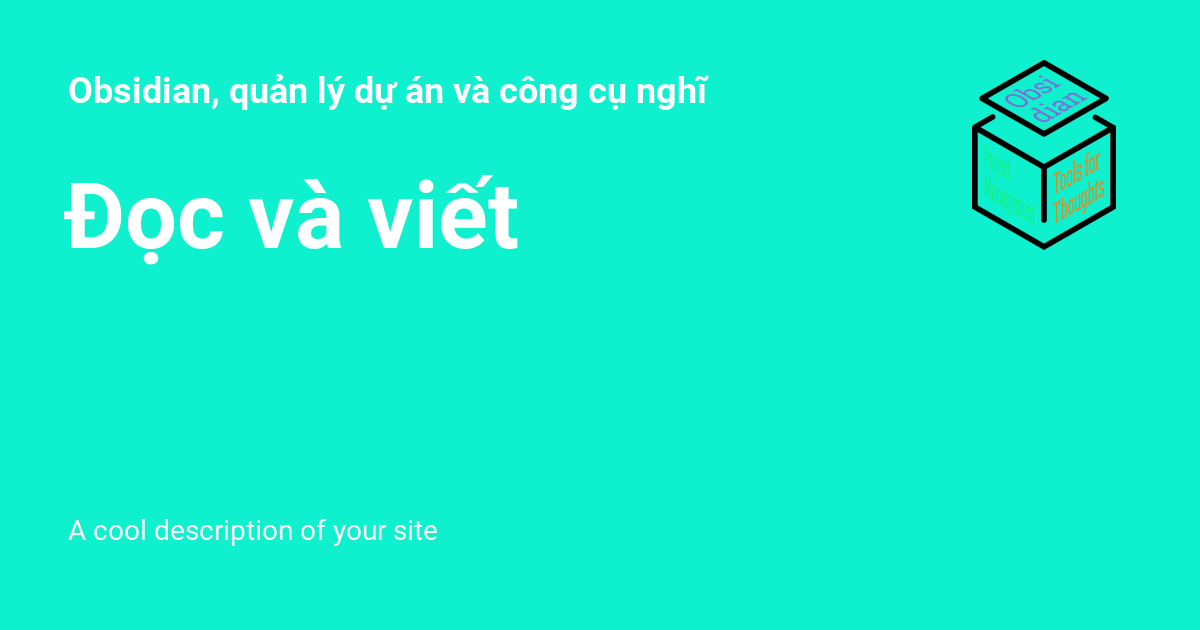 Obsidian, quản lý dự án và công cụ nghĩ
Đọc và viết
Obsi
dian
Project
Management
Tools for
Thoughts
A cool description of your site